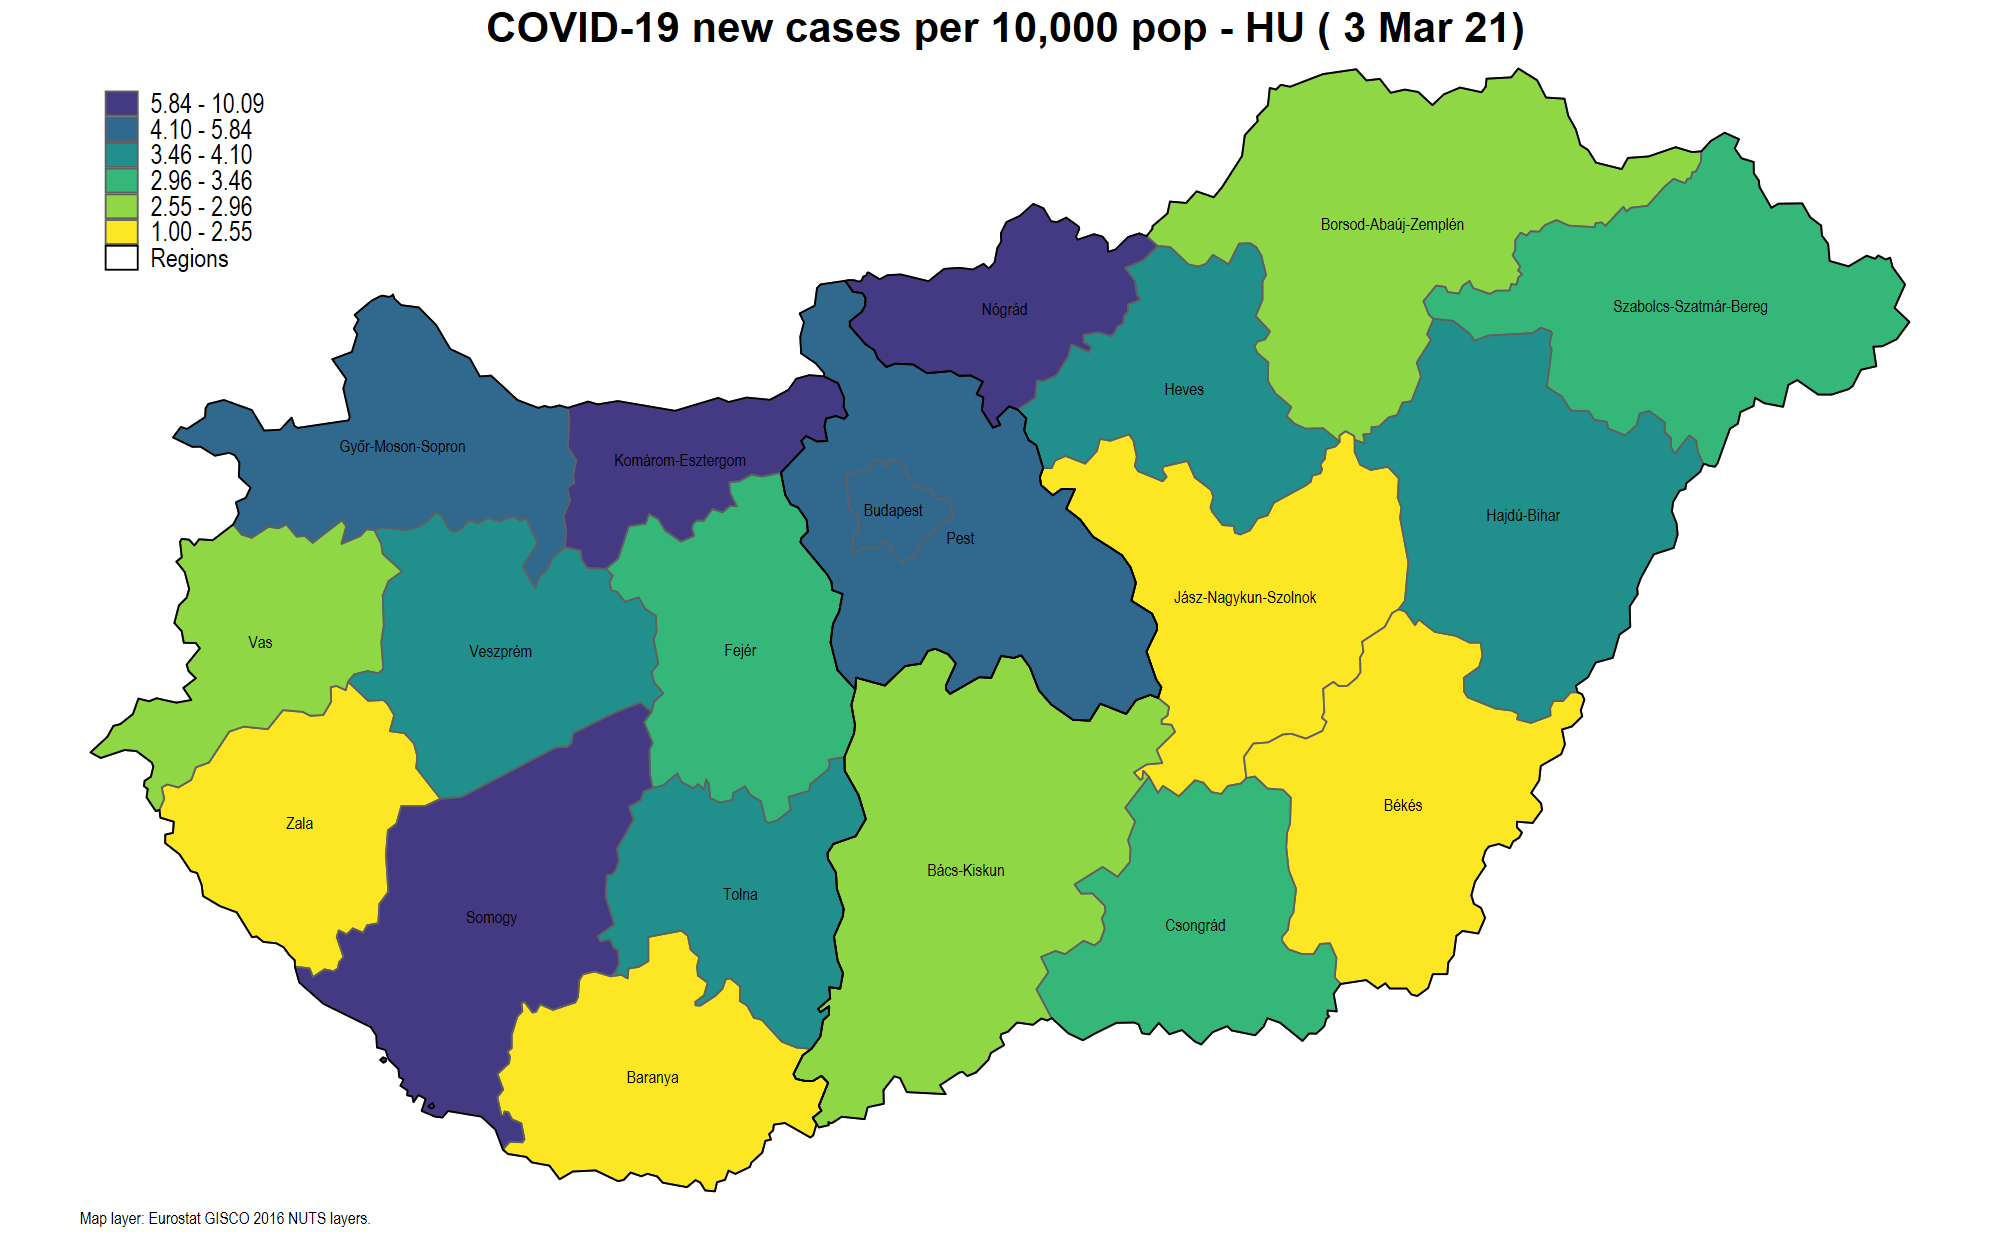 COVID-19 new cases per 10,000 pop - HU ( 3 Mar 21)
5.84 - 10.09
4.10 - 5.84
3.46 - 4.10
2.96 - 3.46
2.55 - 2.96
1.00 - 2.55
Regions
Borsod-Abaúj-Zemplén
Szabolcs-Szatmár-Bereg
Nógrád
Heves
Győr-Moson-Sopron
Komárom-Esztergom
Budapest
Hajdú-Bihar
Pest
Jász-Nagykun-Szolnok
Vas
Veszprém
Fejér
Békés
Zala
Bács-Kiskun
Tolna
Somogy
Csongrád
Baranya
Map layer: Eurostat GISCO 2016 NUTS layers.